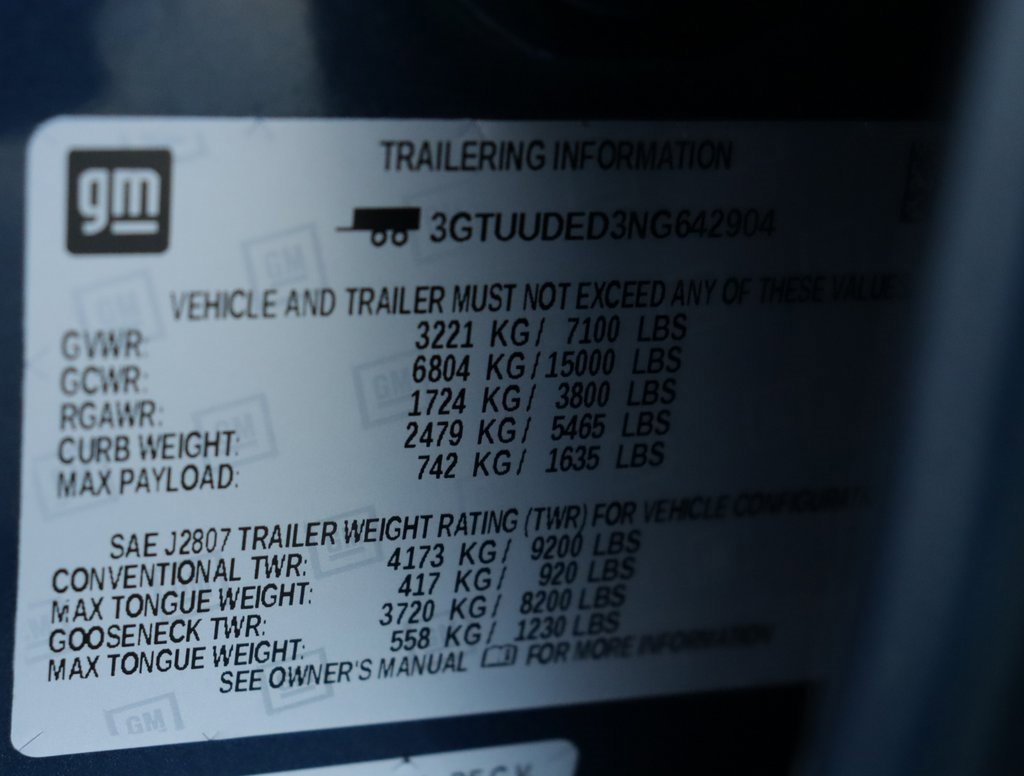 gm
TRAILERING INFORMATION
3GTUUDED3NG642904
VEHICLE AND TRAILER MUST NOT EXCEED ANY OF THESE VALUES
GVWR: 3221 KG/ 7100 LBS
GCWR: 6804 KG/15000 LBS
RGAWR: 1724 KG/ 3800 LBS
CURB WEIGHT: 2479 KG/ 5465 LBS
MAX PAYLOAD: 742 KG/ 1635 LBS
SAE J2807 TRAILER WEIGHT RATING (TWR) FOR VEHICLE
CONVENTIONAL TWR: 4173 KG/ 9200 LBS
MAX TONGUE WEIGHT: 417 KG/ 920 LBS
GOOSENECK TWR: 3720 KG/ 8200 LBS
MAX TONGUE WEIGHT: 558 KG/ 1230 LBS
SEE OWNER'S MANUAL FOR MORE INFORMATION
GM